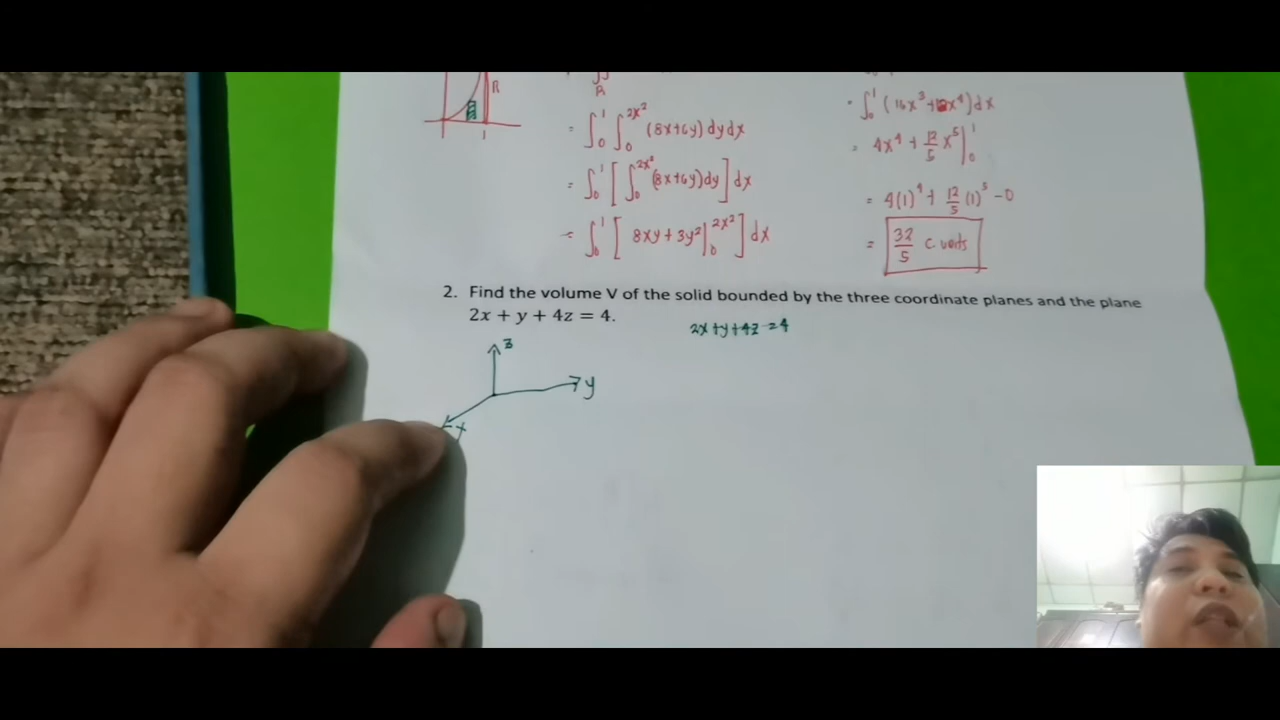 R
R
= ∫₀¹ ∫₀^{2x²} (8x+6y) dy dx
= ∫₀¹ [ ∫₀^{2x²} (8x+6y) dy ] dx
= ∫₀¹ [ 8xy + 3y² |₀^{2x²} ] dx
= ∫₀¹ (16x³ + 12x⁴) dx
= 4x⁴ + 12/5 x⁵ |₀¹
= 4(1)⁴ + 12/5 (1)⁵ - 0
= 32/5 c. units
2. Find the volume V of the solid bounded by the three coordinate planes and the plane
2x + y + 4z = 4.
2x+y+4z=4
z
y
x